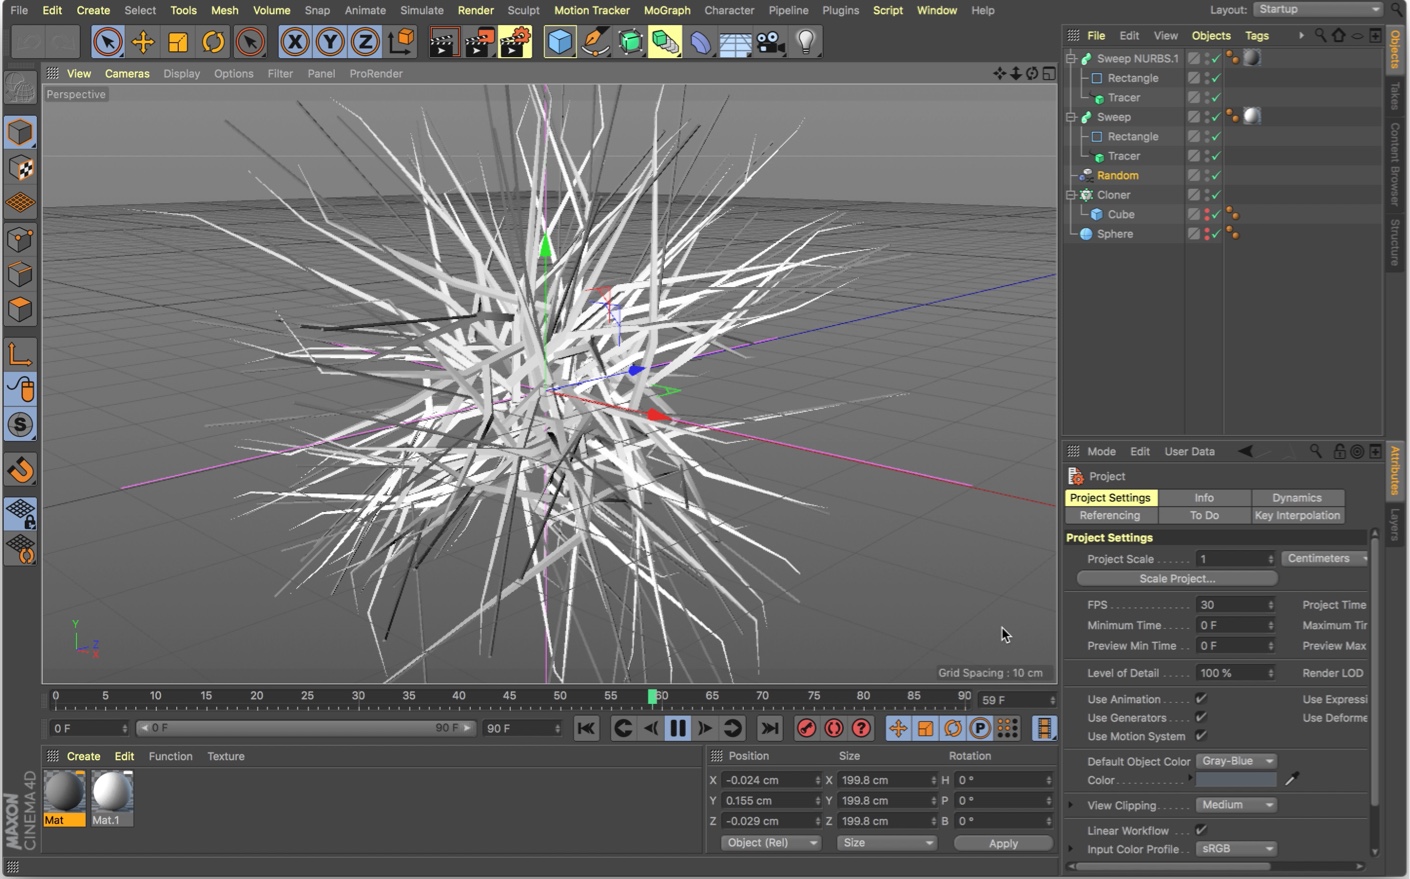 File Edit Create Select Tools Mesh Volume Snap Animate Simulate Render Sculpt Motion Tracker MoGraph Character Pipeline Plugins Script Window Help Layout: Startup
X Y Z
File Edit View Objects Tags
View Cameras Display Options Filter Panel ProRender
Perspective
Sweep NURBS.1
Rectangle
Tracer
Sweep
Rectangle
Tracer
Random
Cloner
Cube
Sphere
Objects
Takes
Content Browser
Structure
S
Y
Z
X
Grid Spacing : 10 cm
Mode Edit User Data
Project
Project Settings Info Dynamics
Referencing To Do Key Interpolation
Project Settings
Project Scale 1 Centimeters
Scale Project...
FPS 30 Project Time
Minimum Time 0 F Maximum Tir
Preview Min Time 0 F Preview Max
Level of Detail 100 % Render LOD
Use Animation Use Expressi
Use Generators Use Deforme
Use Motion System
Default Object Color Gray-Blue
Color
View Clipping Medium
Linear Workflow
Input Color Profile sRGB
Attributes
Layers
0 5 10 15 20 25 30 35 40 45 50 55 60 65 70 75 80 85 90 59 F
0 F 0 F 90 F 90 F
? P
Create Edit Function Texture
Mat Mat.1
MAXON
CINEMA 4D
Position Size Rotation
X -0.024 cm X 199.8 cm H 0 °
Y 0.155 cm Y 199.8 cm P 0 °
Z -0.029 cm Z 199.8 cm B 0 °
Object (Rel) Size Apply